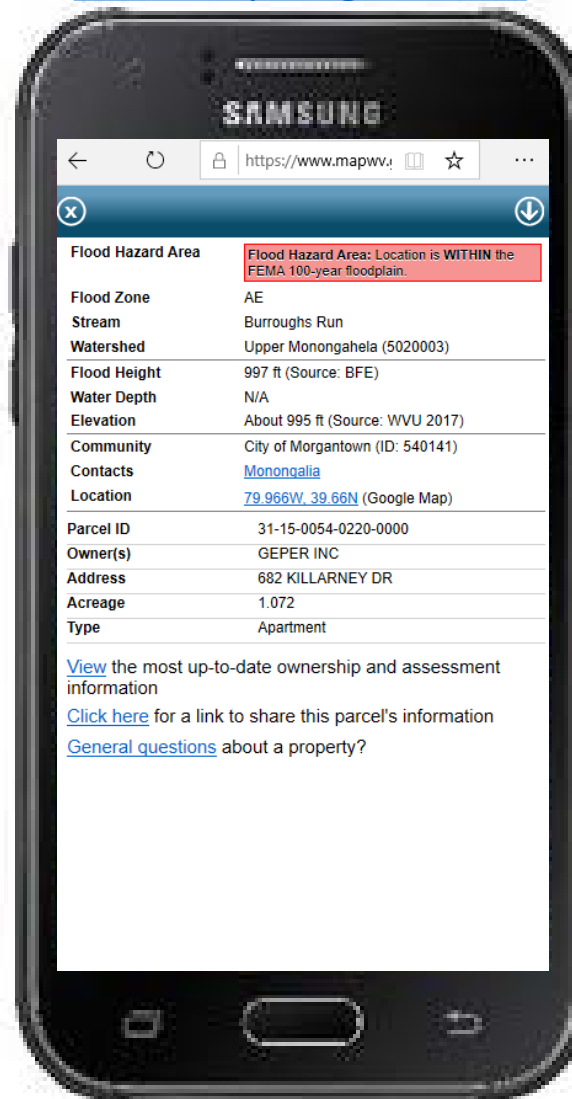 SAMSUNG
https://www.mapwv.g
Flood Hazard Area Flood Hazard Area: Location is WITHIN the
FEMA 100-year floodplain.
Flood Zone AE
Stream Burroughs Run
Watershed Upper Monongahela (5020003)
Flood Height 997 ft (Source: BFE)
Water Depth N/A
Elevation About 995 ft (Source: WVU 2017)
Community City of Morgantown (ID: 540141)
Contacts Monongalia
Location 79.966W, 39.66N (Google Map)
Parcel ID 31-15-0054-0220-0000
Owner(s) GEPER INC
Address 682 KILLARNEY DR
Acreage 1.072
Type Apartment
View the most up-to-date ownership and assessment
information
Click here for a link to share this parcel's information
General questions about a property?